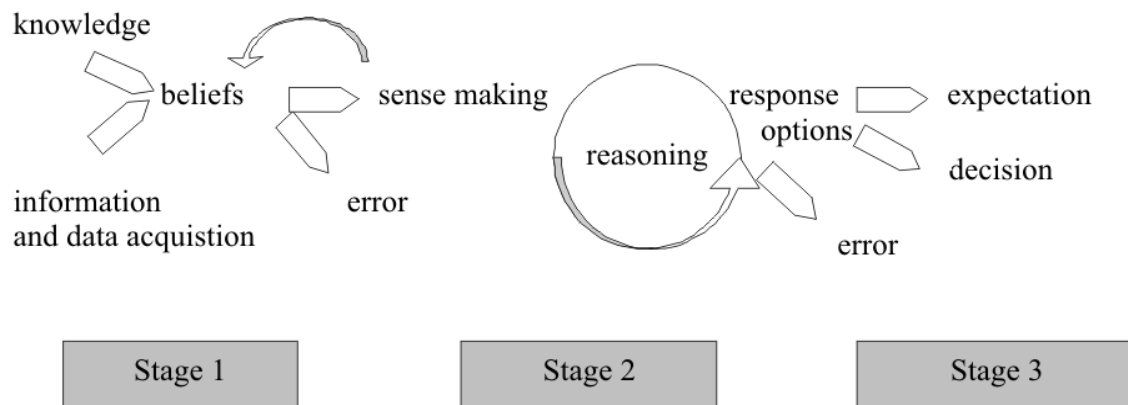 knowledge
beliefs
sense making
information
and data acquistion
error
reasoning
response
options
expectation
decision
error
Stage 1
Stage 2
Stage 3